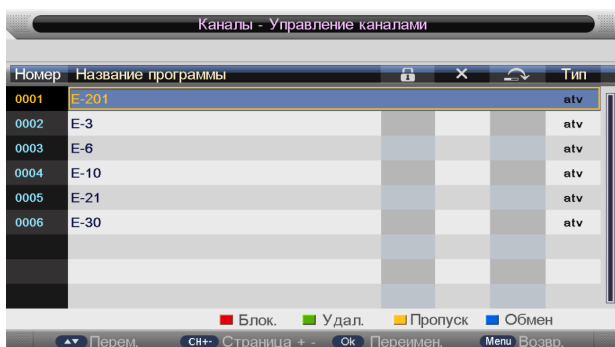 Каналы - Управление каналами
Номер Название программы Тип
0001 E-201 atv
0002 E-3 atv
0003 E-6 atv
0004 E-10 atv
0005 E-21 atv
0006 E-30 atv
Блок. Удал. Пропуск Обмен
Перем. CH+- Страница + - Ok Переимен. Menu Возвр.